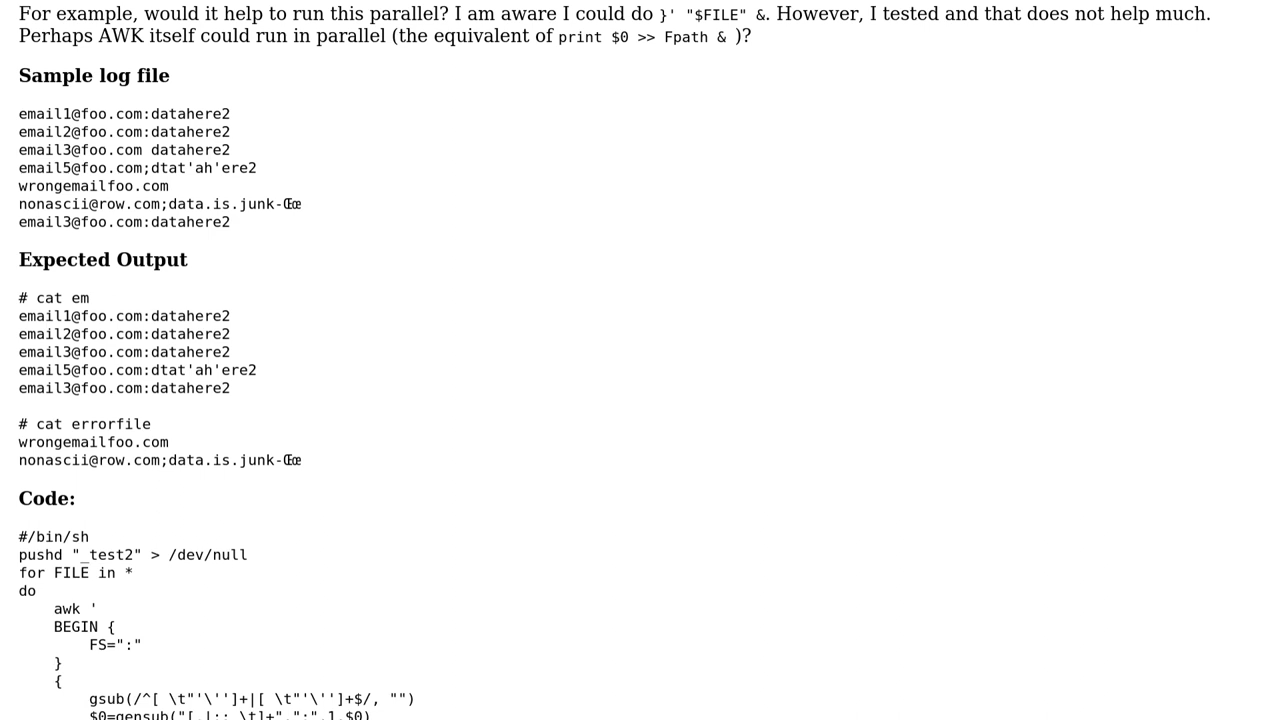 For example, would it help to run this parallel? I am aware I could do }' "$FILE" &. However, I tested and that does not help much.
Perhaps AWK itself could run in parallel (the equivalent of print $0 >> Fpath & )?
Sample log file
email1@foo.com:datahere2
email2@foo.com:datahere2
email3@foo.com datahere2
email5@foo.com;dtat'ah'ere2
wrongemailfoo.com
nonascii@row.com;data.is.junk-Œœ
email3@foo.com:datahere2
Expected Output
# cat em
email1@foo.com:datahere2
email2@foo.com:datahere2
email3@foo.com:datahere2
email5@foo.com:dtat'ah'ere2
email3@foo.com:datahere2
# cat errorfile
wrongemailfoo.com
nonascii@row.com;data.is.junk-Œœ
Code:
#/bin/sh
pushd "_test2" > /dev/null
for FILE in *
do
    awk '
    BEGIN {
        FS=":"
    }
    {
        gsub(/^[ \t"'\'']+|[ \t"'\'']+$/, "")
        $0=gensub("[,|;: \t]+",":",1,$0)